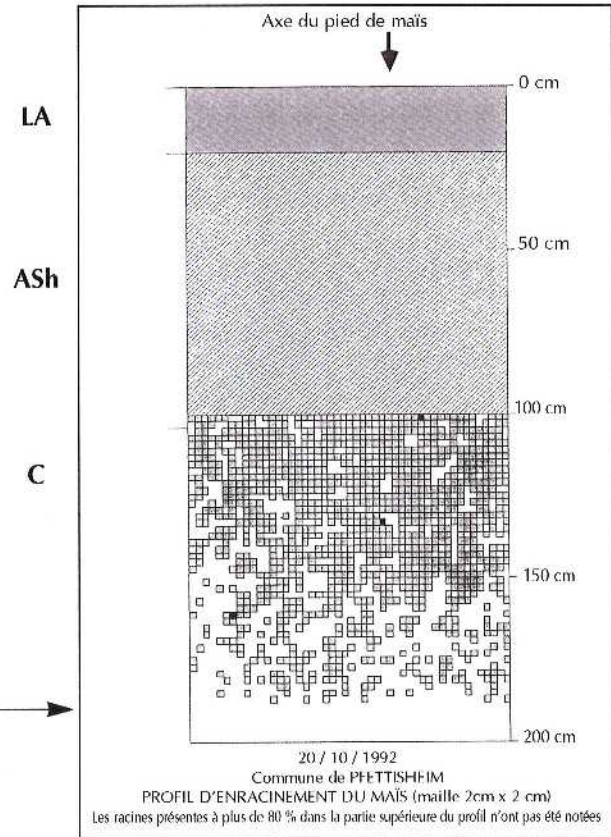 Axe du pied de maïs
0 cm
LA
50 cm
ASh
100 cm
C
150 cm
200 cm
20 / 10 / 1992
Commune de PFETTISHEIM
PROFIL D'ENRACINEMENT DU MAÏS (maille 2cm x 2 cm)
Les racines présentes à plus de 80 % dans la partie supérieure du profil n'ont pas été notées